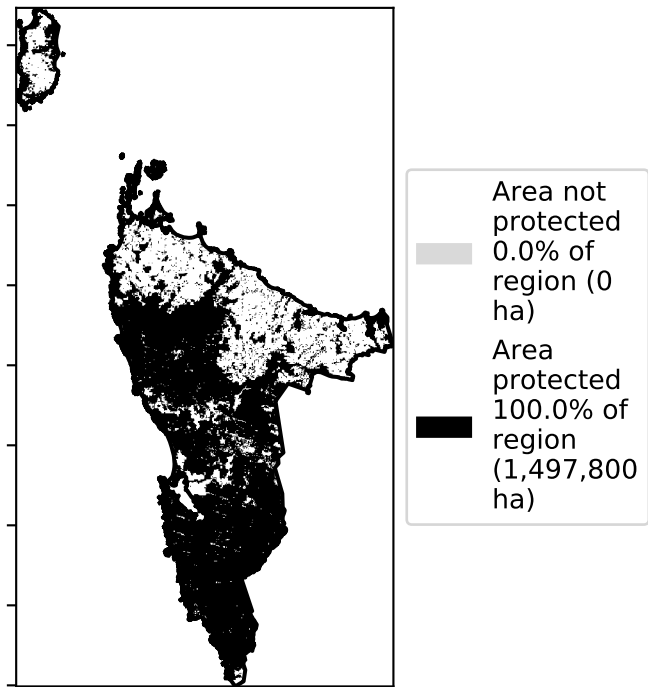 Area not
protected
0.0% of
region (0
ha)
Area
protected
100.0% of
region
(1,497,800
ha)